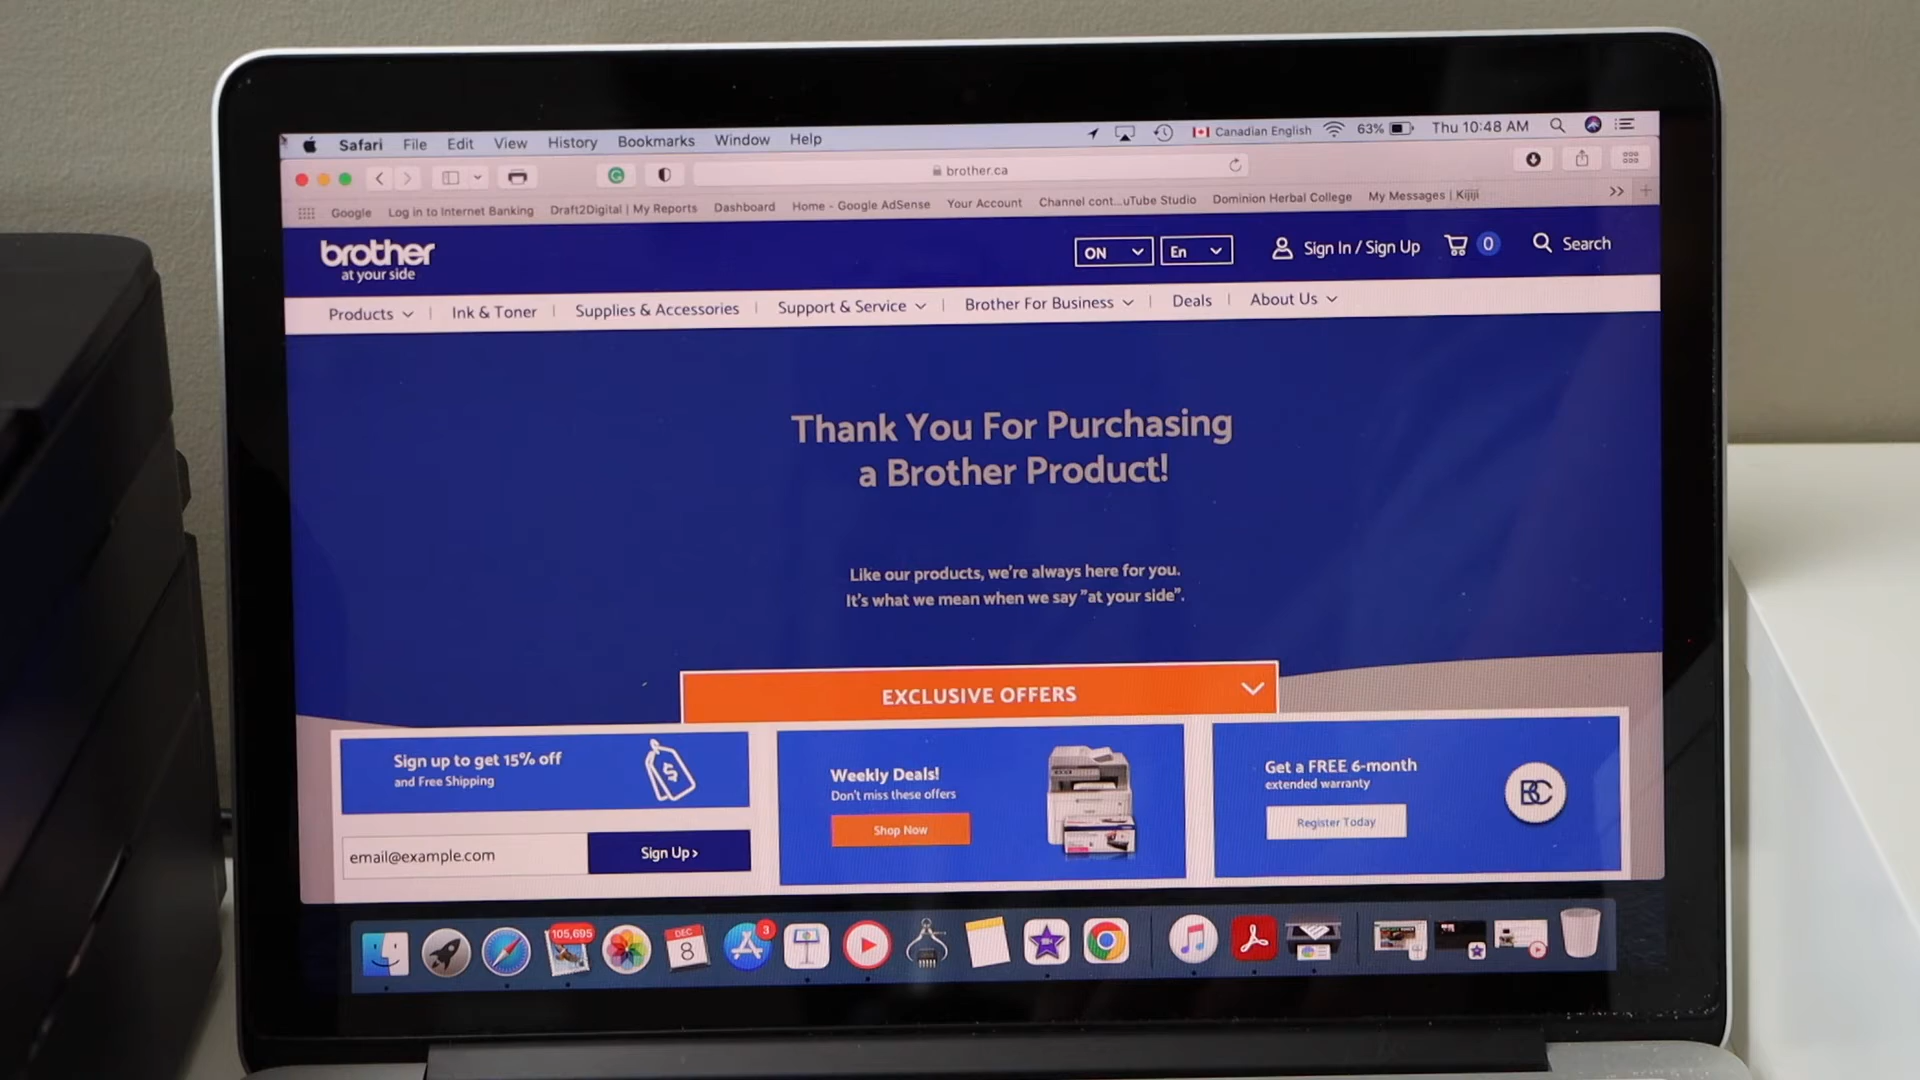 Safari File Edit View History Bookmarks Window Help Canadian English 63% Thu 10:48 AM
brother.ca
Google Log in to Internet Banking Draft2Digital | My Reports Dashboard Home - Google AdSense Your Account Channel cont...uTube Studio Dominion Herbal College My Messages | Kijiji
brother
at your side
ON En Sign In / Sign Up 0 Search
Products Ink & Toner Supplies & Accessories Support & Service Brother For Business Deals About Us
Thank You For Purchasing
a Brother Product!
Like our products, we're always here for you.
It's what we mean when we say "at your side".
EXCLUSIVE OFFERS
Sign up to get 15% off
and Free Shipping
email@example.com
Sign Up >
Weekly Deals!
Don't miss these offers
Shop Now
Get a FREE 6-month
extended warranty
Register Today
BC
105,695
DEC
8
3